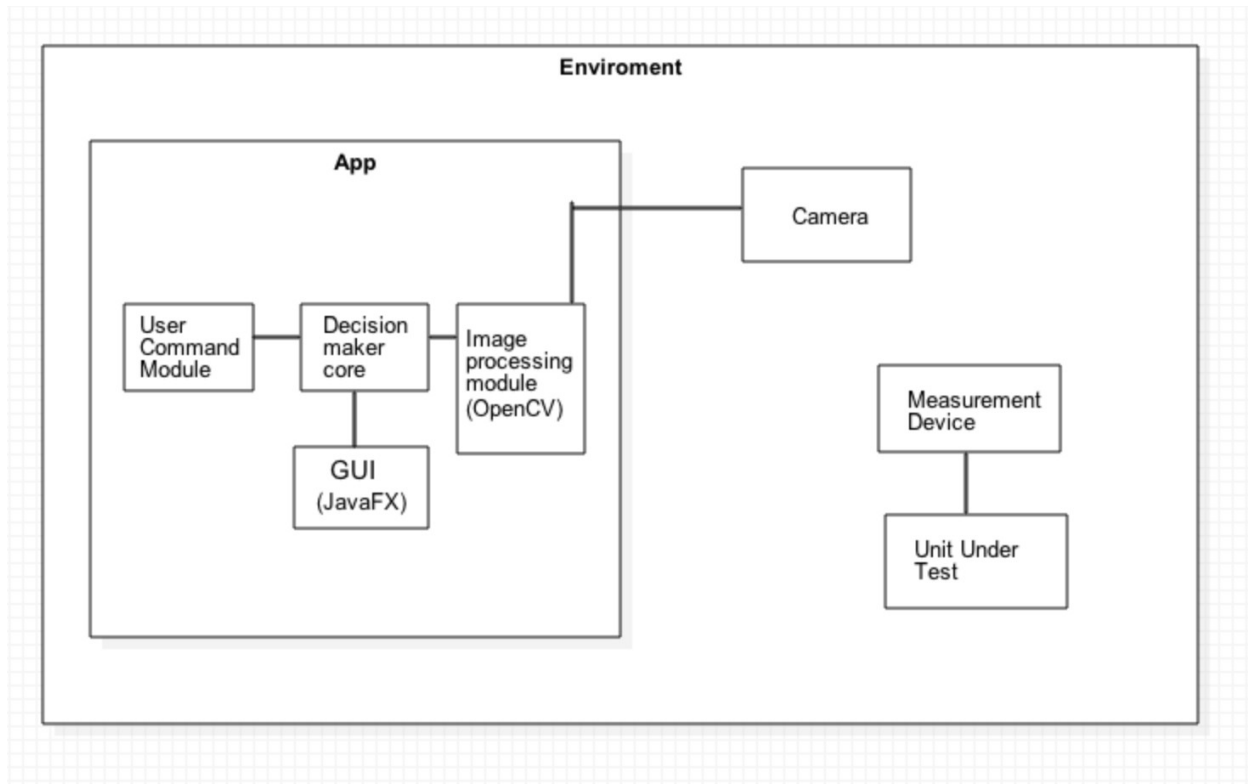 Enviroment
App
Camera
User
Command
Module
Decision
maker
core
Image
processing
module
(OpenCV)
GUI
(JavaFX)
Measurement
Device
Unit Under
Test